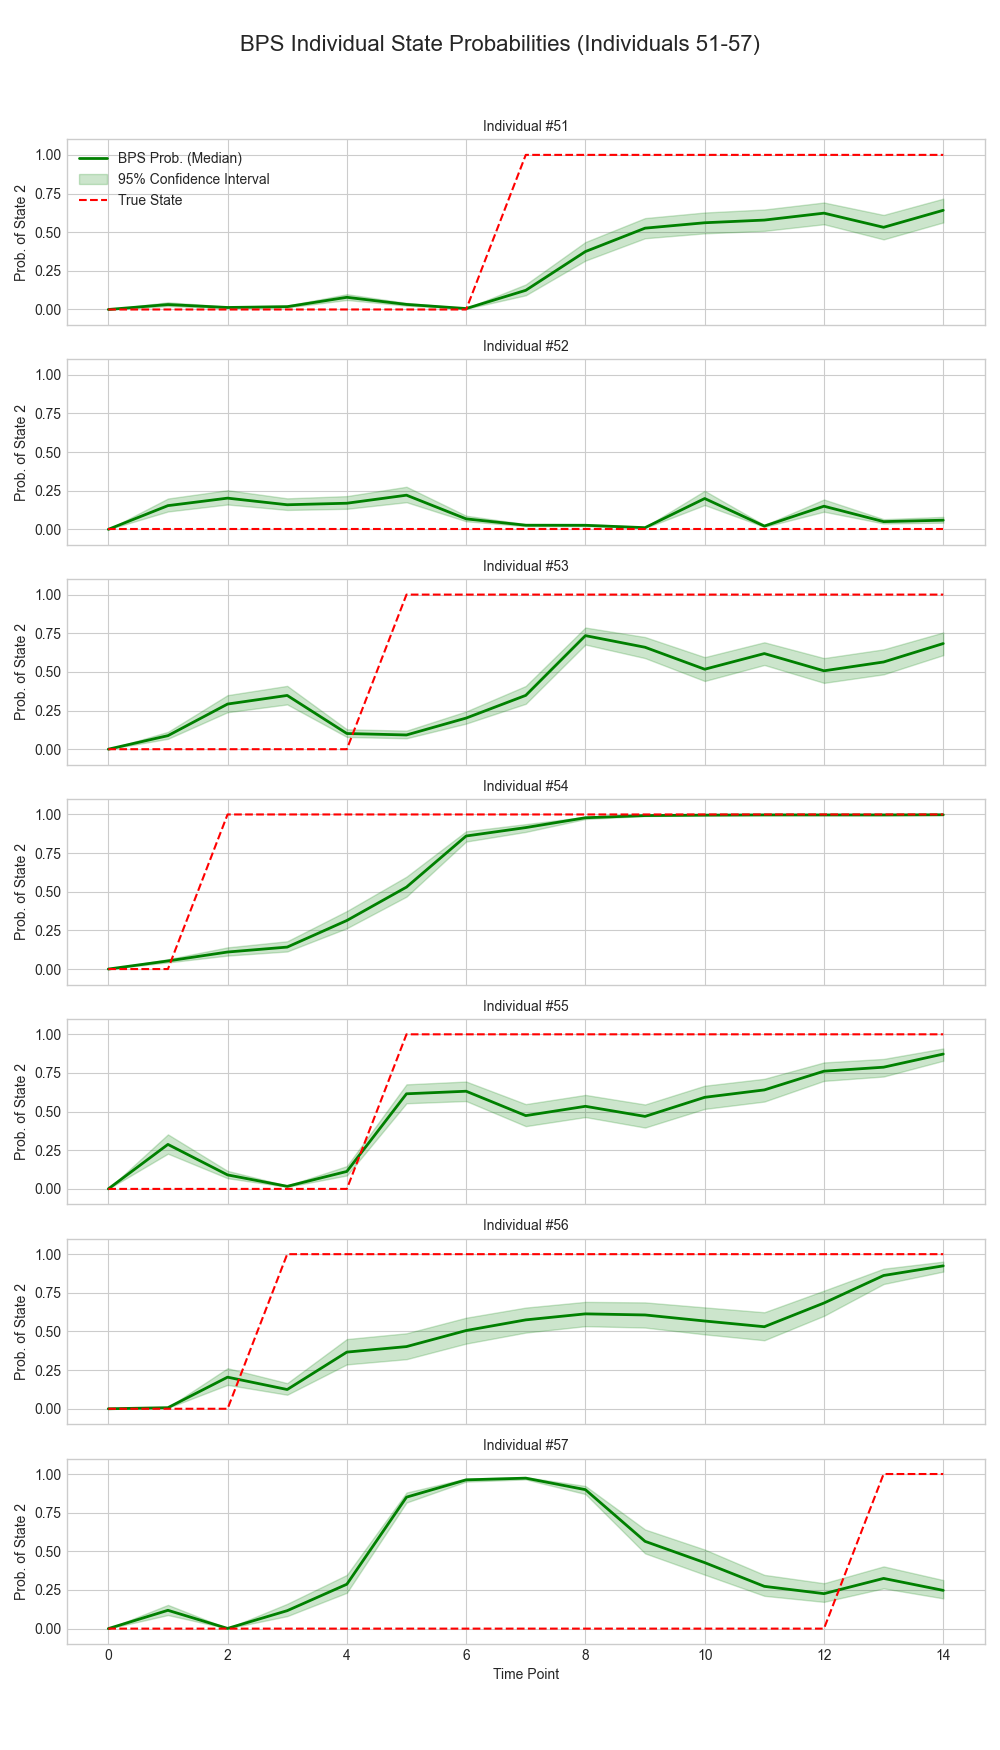 BPS Individual State Probabilities (Individuals 51-57)
Individual #51
BPS Prob. (Median)
95% Confidence Interval
True State
Prob. of State 2
1.00
0.75
0.50
0.25
0.00
Individual #52
Prob. of State 2
1.00
0.75
0.50
0.25
0.00
Individual #53
Prob. of State 2
1.00
0.75
0.50
0.25
0.00
Individual #54
Prob. of State 2
1.00
0.75
0.50
0.25
0.00
Individual #55
Prob. of State 2
1.00
0.75
0.50
0.25
0.00
Individual #56
Prob. of State 2
1.00
0.75
0.50
0.25
0.00
Individual #57
Prob. of State 2
1.00
0.75
0.50
0.25
0.00
0 2 4 6 8 10 12 14
Time Point